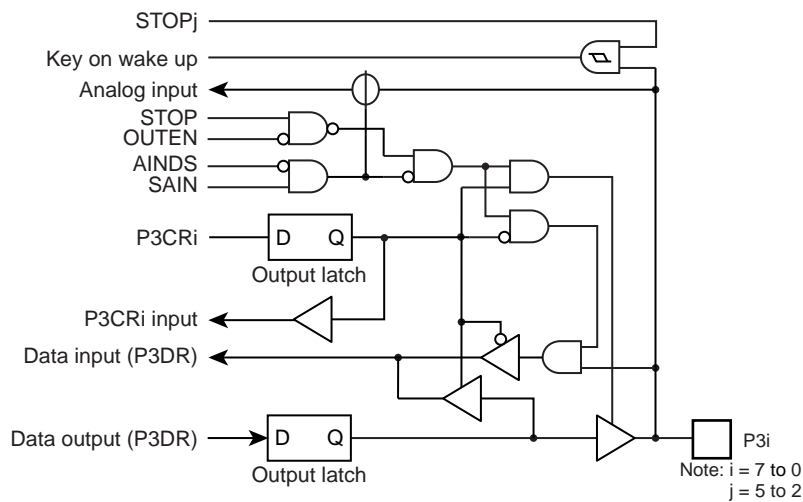 STOPj
Key on wake up
Analog input
STOP
OUTEN
AINDS
SAIN
P3CRi
D Q
Output latch
P3CRi input
Data input (P3DR)
Data output (P3DR)
D Q
Output latch
P3i
Note: i = 7 to 0
j = 5 to 2